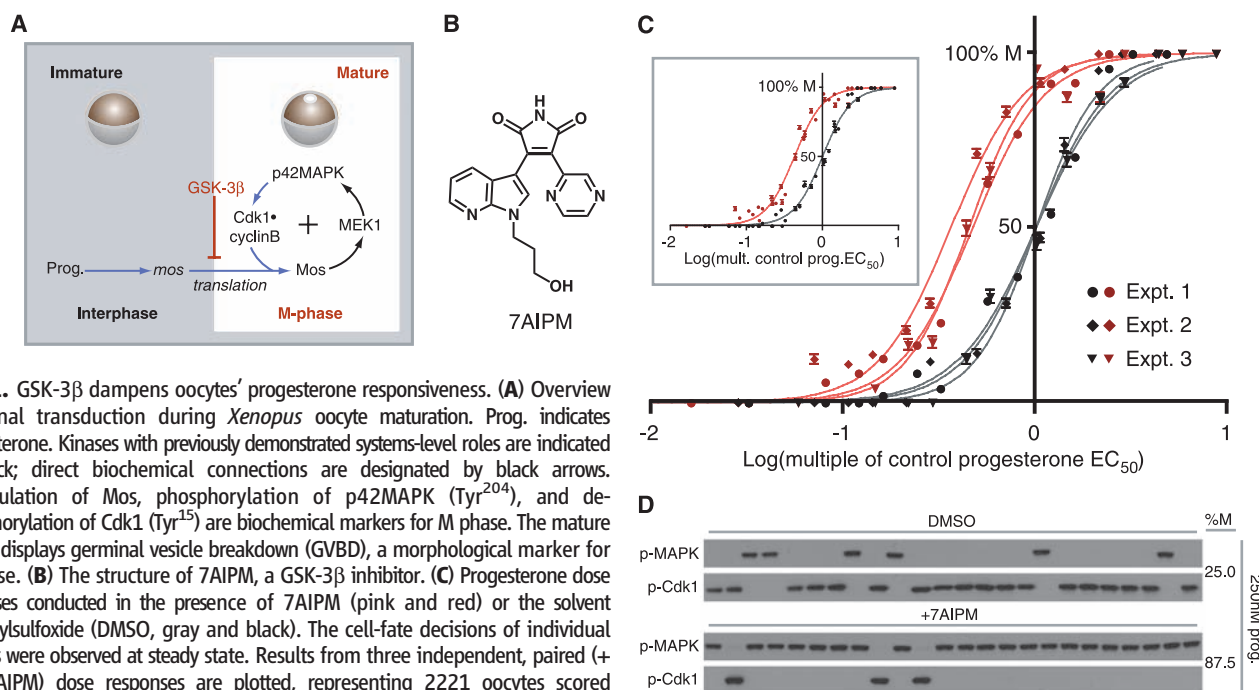 A
Immature
Mature
GSK-3β
p42MAPK
Cdk1•
cyclinB
+
MEK1
Prog.
mos
Mos
translation
Interphase
M-phase
B
H
N
O
O
N
N
N
N
OH
7AIPM
C
100% M
50
-2
-1
0
1
Log(multiple of control progesterone EC50)
Expt. 1
Expt. 2
Expt. 3
100% M
50
-2
-1
0
1
Log(mult. control prog.EC50)
. GSK-3β dampens oocytes' progesterone responsiveness. (A) Overview
nal transduction during Xenopus oocyte maturation. Prog. indicates
terone. Kinases with previously demonstrated systems-level roles are indicated
ck; direct biochemical connections are designated by black arrows.
ulation of Mos, phosphorylation of p42MAPK (Tyr204), and de-
horylation of Cdk1 (Tyr15) are biochemical markers for M phase. The mature
displays germinal vesicle breakdown (GVBD), a morphological marker for
se. (B) The structure of 7AIPM, a GSK-3β inhibitor. (C) Progesterone dose
ses conducted in the presence of 7AIPM (pink and red) or the solvent
ylsulfoxide (DMSO, gray and black). The cell-fate decisions of individual
s were observed at steady state. Results from three independent, paired (+
AIPM) dose responses are plotted, representing 2221 oocytes scored
D
DMSO
%M
p-MAPK
25.0
p-Cdk1
+7AIPM
p-MAPK
87.5
p-Cdk1
250nM prog.